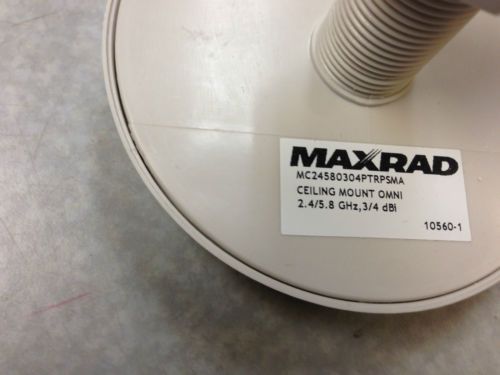 MAXRAD
MC24580304PTRPSMA
CEILING MOUNT OMNI
2.4/5.8 GHz,3/4 dBi
10560-1